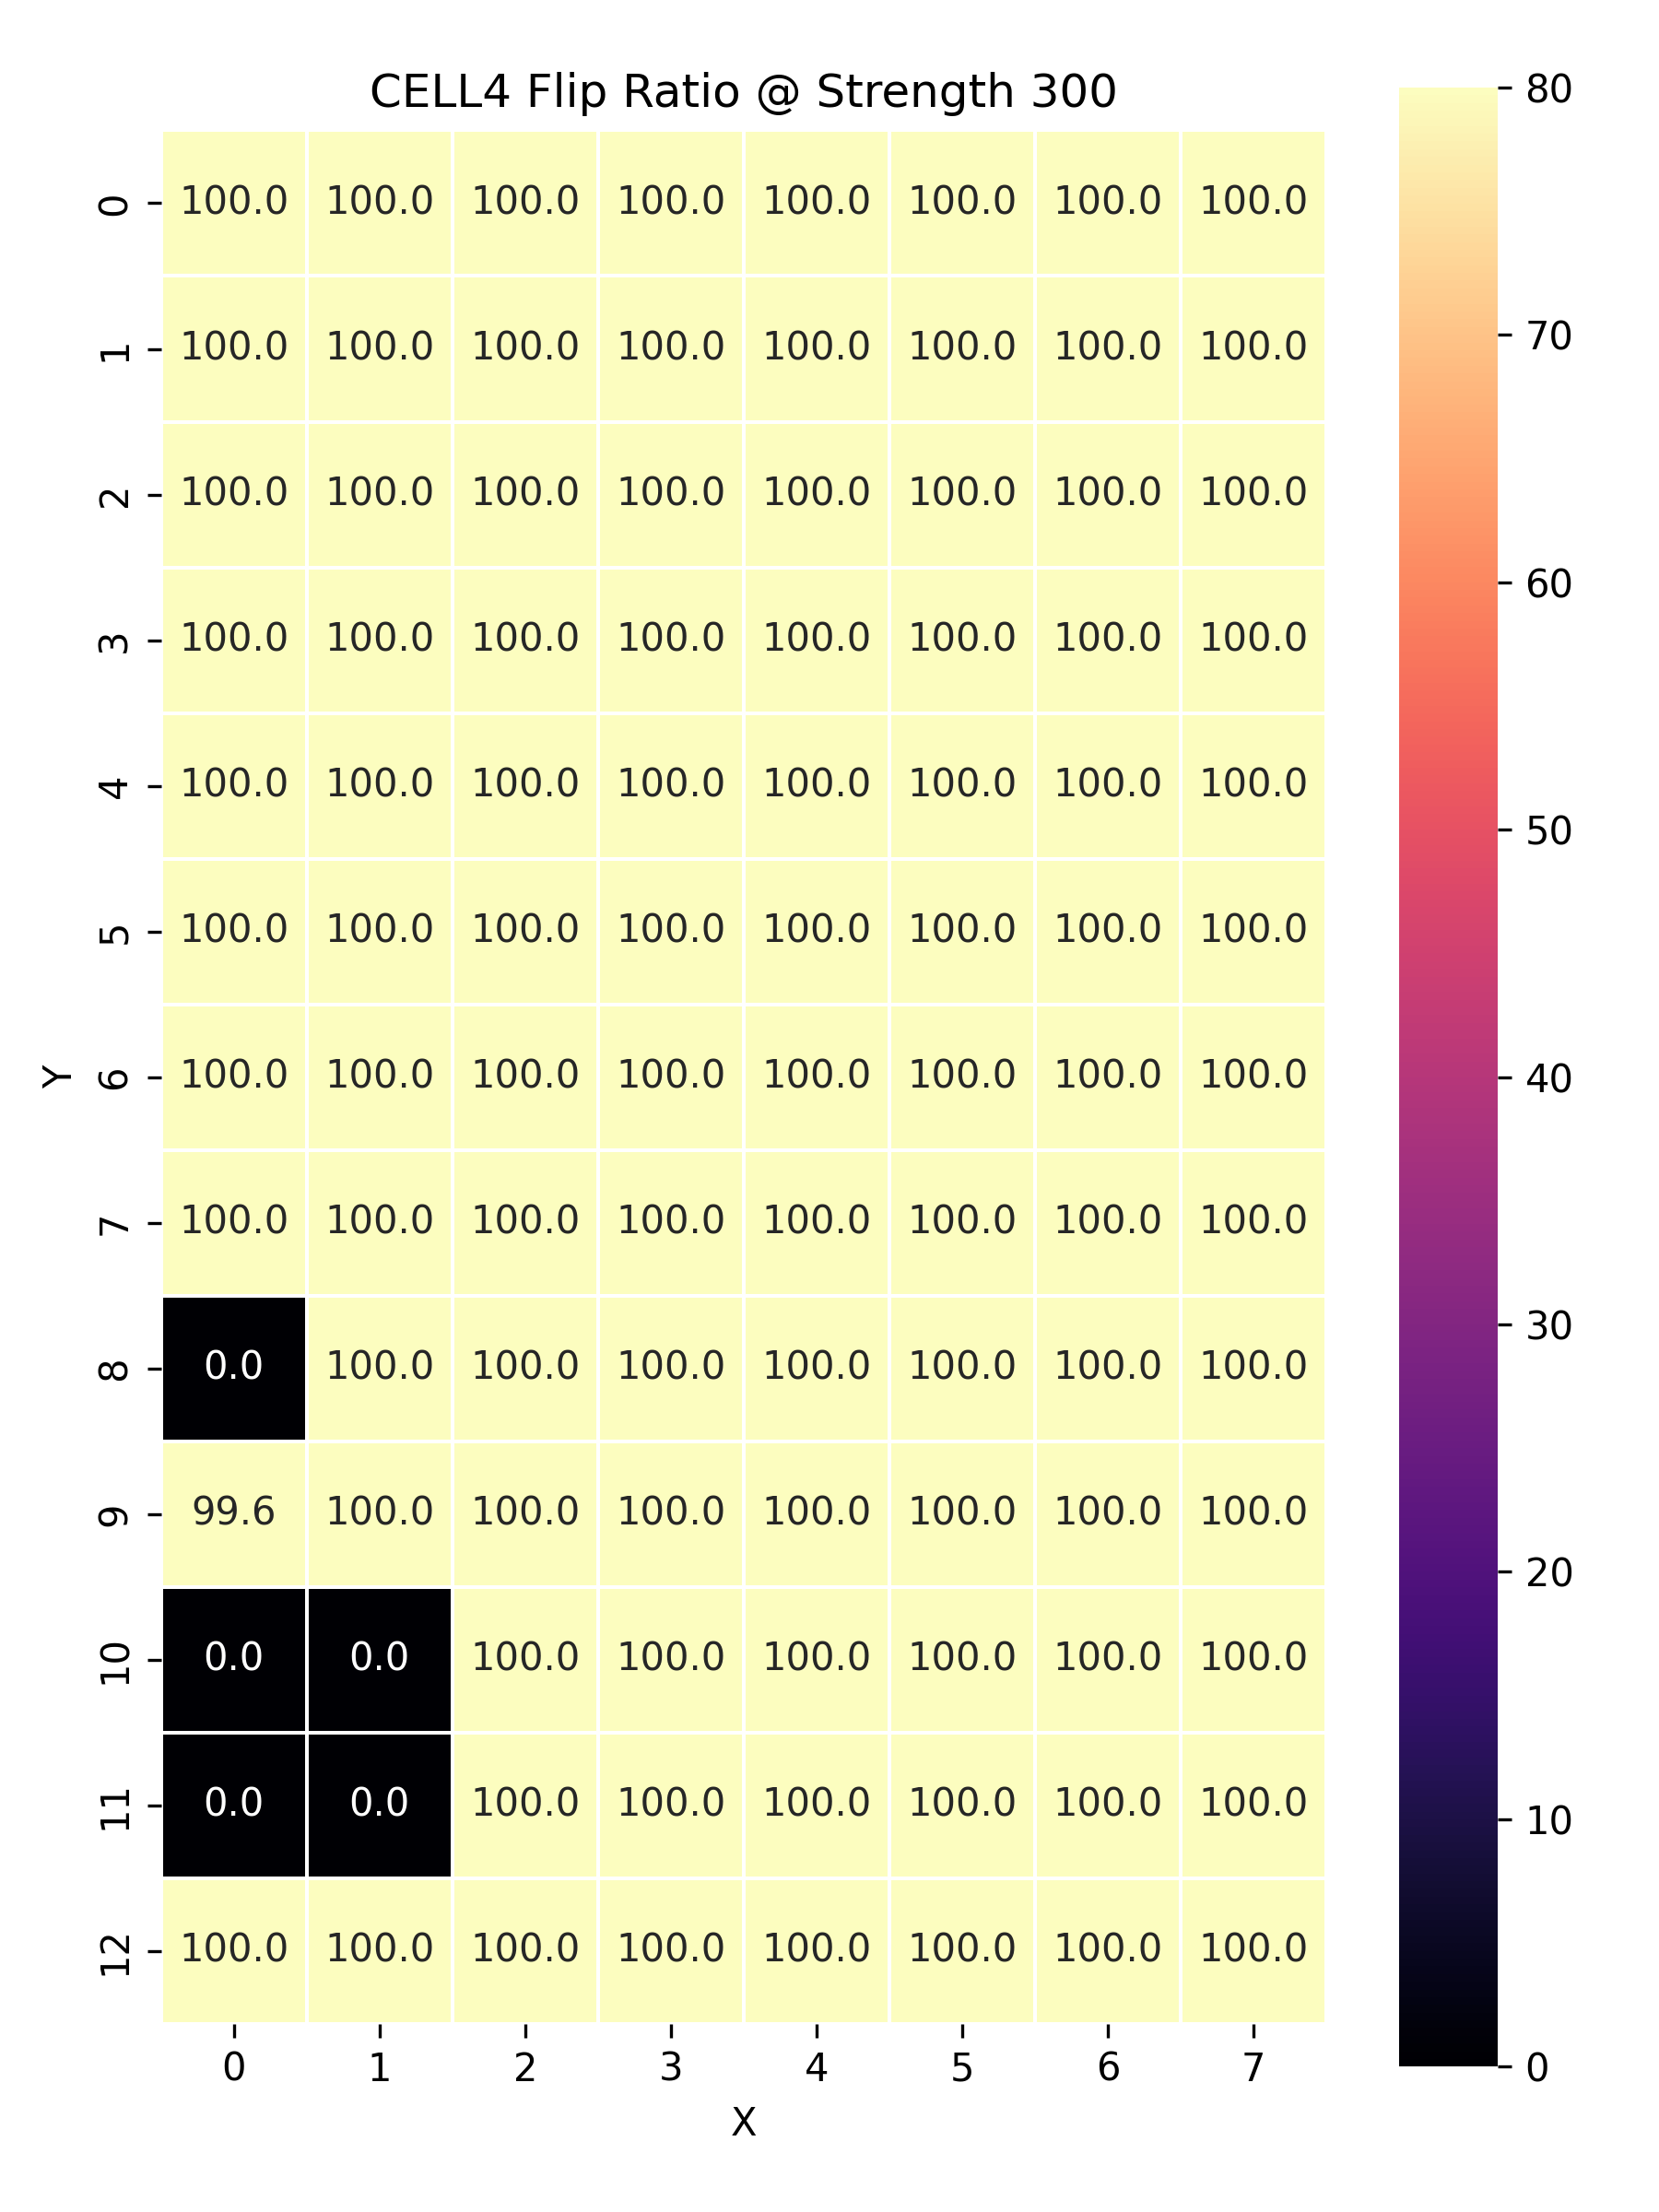 CELL4 Flip Ratio @ Strength 300
80
0 100.0 100.0 100.0 100.0 100.0 100.0 100.0 100.0
1 100.0 100.0 100.0 100.0 100.0 100.0 100.0 100.0
70
2 100.0 100.0 100.0 100.0 100.0 100.0 100.0 100.0
60
3 100.0 100.0 100.0 100.0 100.0 100.0 100.0 100.0
4 100.0 100.0 100.0 100.0 100.0 100.0 100.0 100.0
50
5 100.0 100.0 100.0 100.0 100.0 100.0 100.0 100.0
Y
6 100.0 100.0 100.0 100.0 100.0 100.0 100.0 100.0
40
7 100.0 100.0 100.0 100.0 100.0 100.0 100.0 100.0
30
8 0.0 100.0 100.0 100.0 100.0 100.0 100.0 100.0
9 99.6 100.0 100.0 100.0 100.0 100.0 100.0 100.0
20
10 0.0 0.0 100.0 100.0 100.0 100.0 100.0 100.0
11 0.0 0.0 100.0 100.0 100.0 100.0 100.0 100.0
10
12 100.0 100.0 100.0 100.0 100.0 100.0 100.0 100.0
0
0 1 2 3 4 5 6 7
X